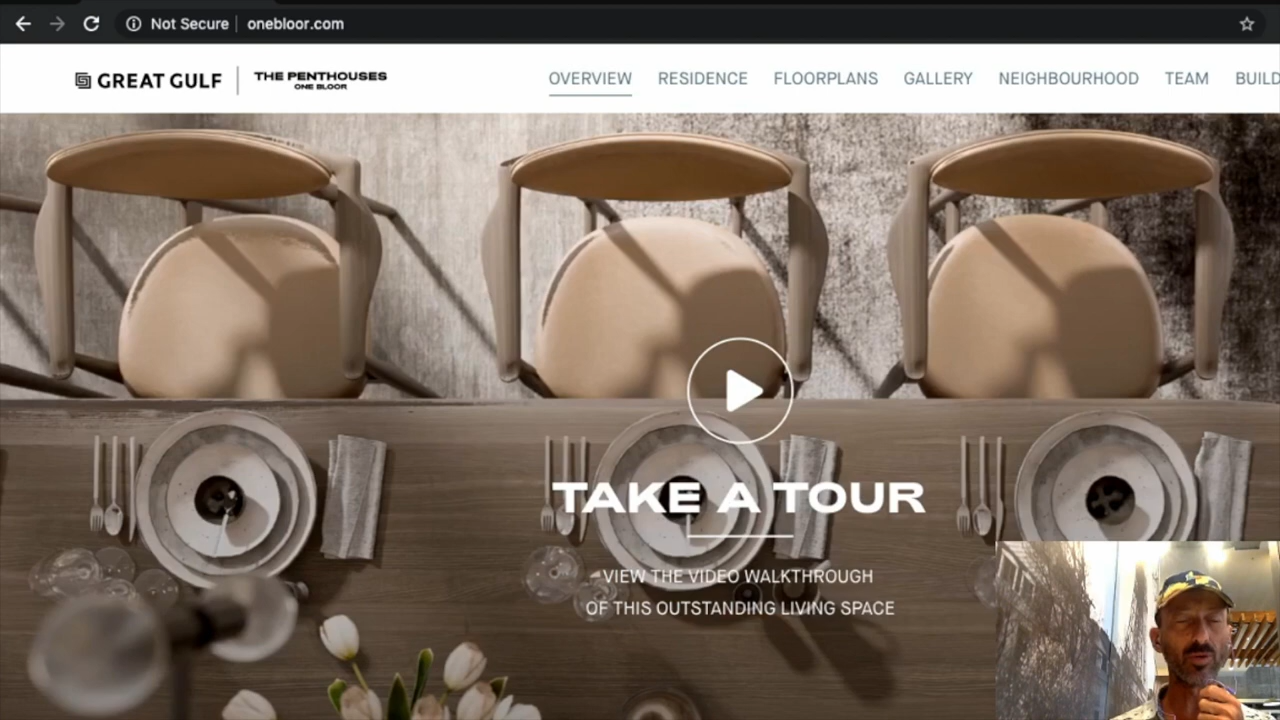 Not Secure onebloor.com
GREAT GULF
THE PENTHOUSES
ONE BLOOR
OVERVIEW RESIDENCE FLOORPLANS GALLERY NEIGHBOURHOOD TEAM BUILD
TAKE A TOUR
VIEW THE VIDEO WALKTHROUGH
OF THIS OUTSTANDING LIVING SPACE